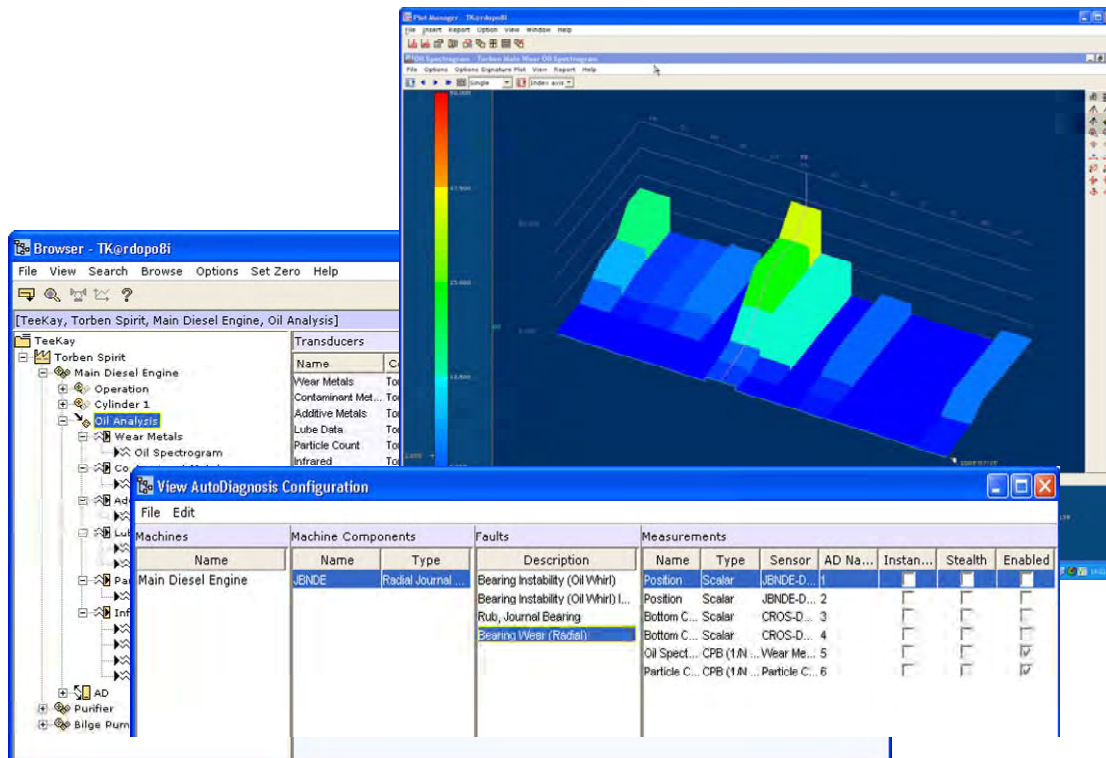 Plot Manager - TK@rdopo8i
File Insert Report Option View Window Help
Oil Spectrogram - Torben Main Wear Oil Spectrogram
File Options Options Signature Plot View Report Help
Single Index axis
50.000
Browser - TK@rdopo8i
File View Search Browse Options Set Zero Help
[TeeKay, Torben Spirit, Main Diesel Engine, Oil Analysis]
TeeKay Transducers
Torben Spirit Name
Main Diesel Engine Wear Metals
Operation Contaminant Met...
Cylinder 1 Additive Metals
Oil Analysis Lube Data
Wear Metals Particle Count
Oil Spectrogram Infrared
AD
Purifier
Bilge Pum
View AutoDiagnosis Configuration
File Edit
Machines Machine Components Faults Measurements
Name Name Type Description Name Type Sensor AD Na... Instan... Stealth Enabled
Main Diesel Engine JBNDE Radial Journal ... Bearing Instability (Oil Whirl) Position Scalar JBNDE-D... 1
Bearing Instability (Oil Whirl) I... Position Scalar JBNDE-D... 2
Rub, Journal Bearing Bottom C... Scalar CROS-D... 3
Bearing Wear (Radial) Bottom C... Scalar CROS-D... 4
Oil Spect... CPB (1/N ... Wear Me... 5
Particle C... CPB (1/N ... Particle C... 6